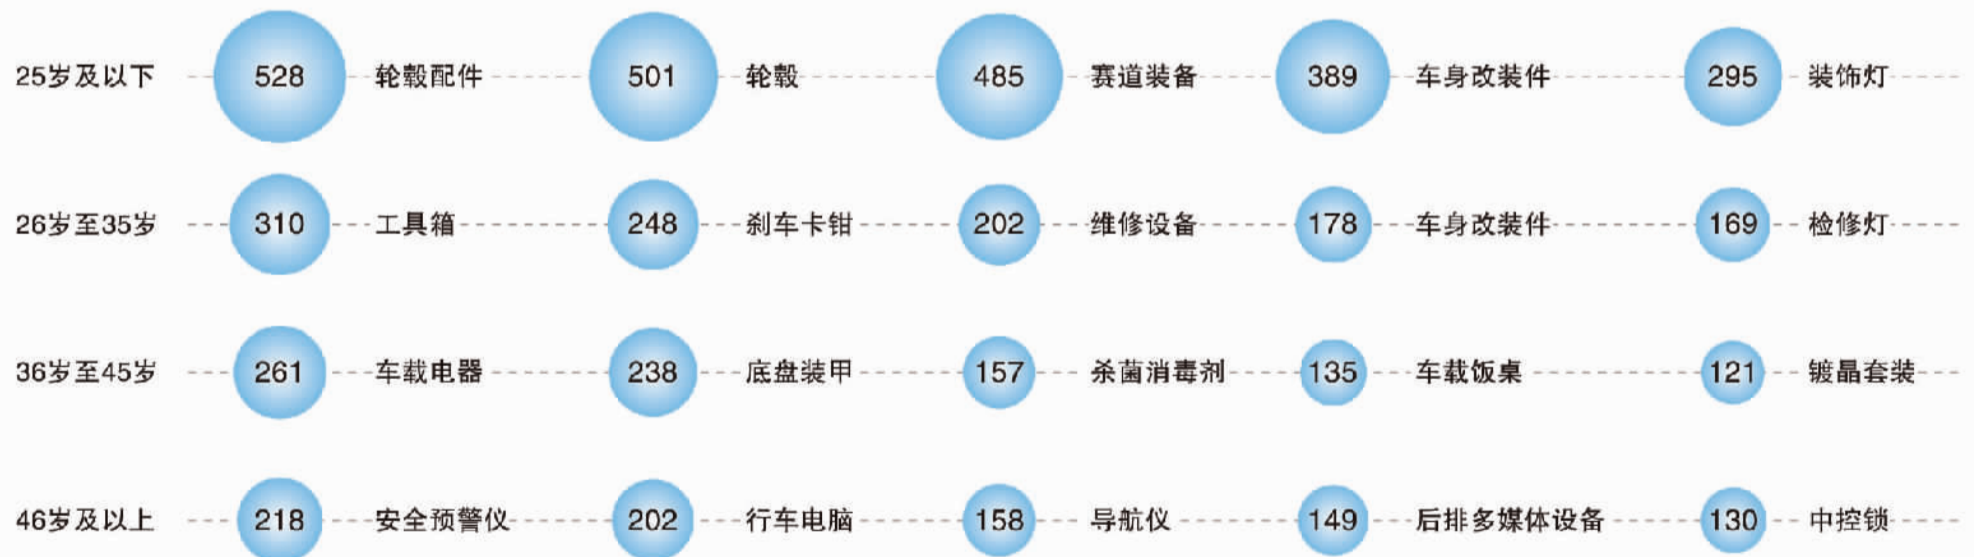 25岁及以下 528 轮毂配件 501 轮毂 485 赛道装备 389 车身改装件 295 装饰灯
26岁至35岁 310 工具箱 248 刹车卡钳 202 维修设备 178 车身改装件 169 检修灯
36岁至45岁 261 车载电器 238 底盘装甲 157 杀菌消毒剂 135 车载饭桌 121 镀晶套装
46岁及以上 218 安全预警仪 202 行车电脑 158 导航仪 149 后排多媒体设备 130 中控锁